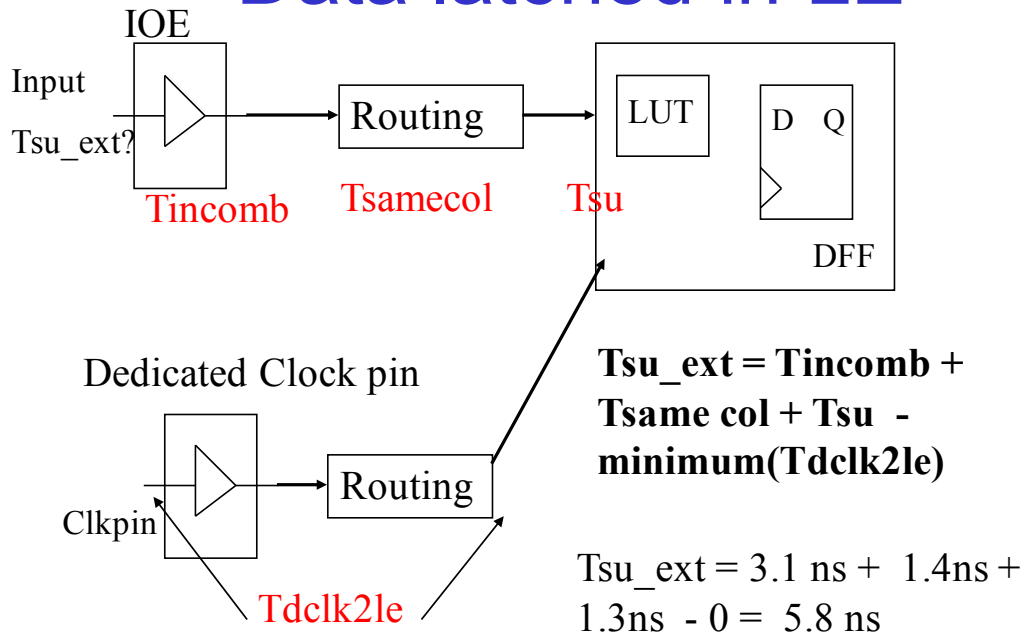 IOE
Input
Tsu_ext?
Routing
LUT
D Q
Tincomb
Tsamecol
Tsu
DFF
Dedicated Clock pin
Clkpin
Routing
Tdclk2le
Tsu_ext = Tincomb +
Tsame col + Tsu -
minimum(Tdclk2le)
Tsu_ext = 3.1 ns + 1.4ns +
1.3ns - 0 = 5.8 ns